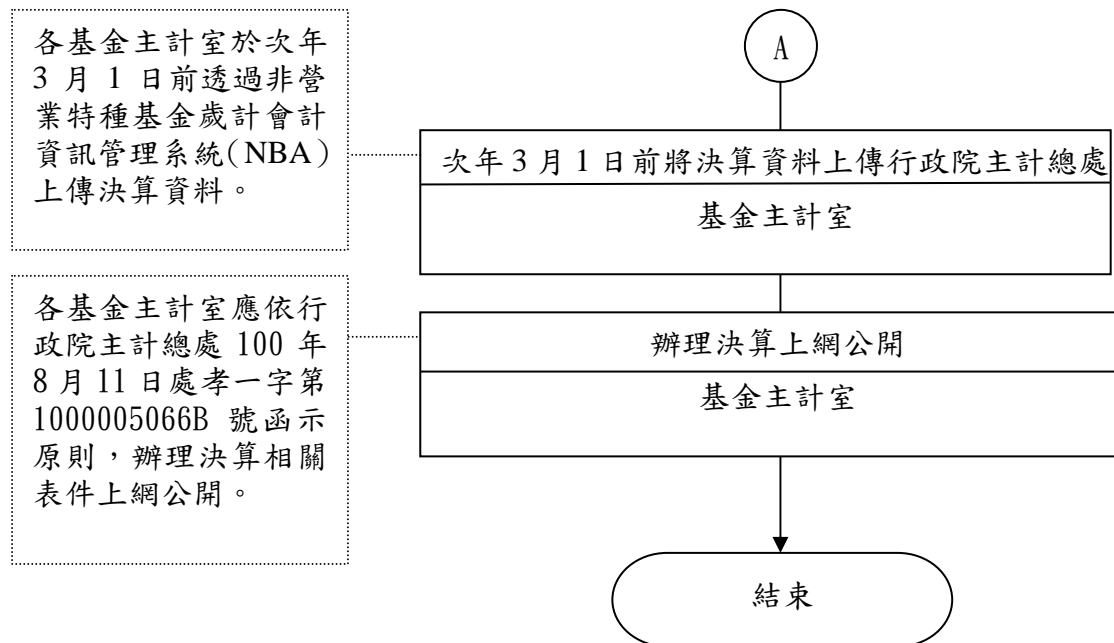 各基金主計室於次年
3 月 1 日前透過非營
業特種基金歲計會計
資訊管理系統(NBA)
上傳決算資料。
A
次年 3 月 1 日前將決算資料上傳行政院主計總處
基金主計室
各基金主計室應依行
政院主計總處 100 年
8 月 11 日處孝一字第
1000005066B 號函示
原則，辦理決算相關
表件上網公開。
辦理決算上網公開
基金主計室
結束